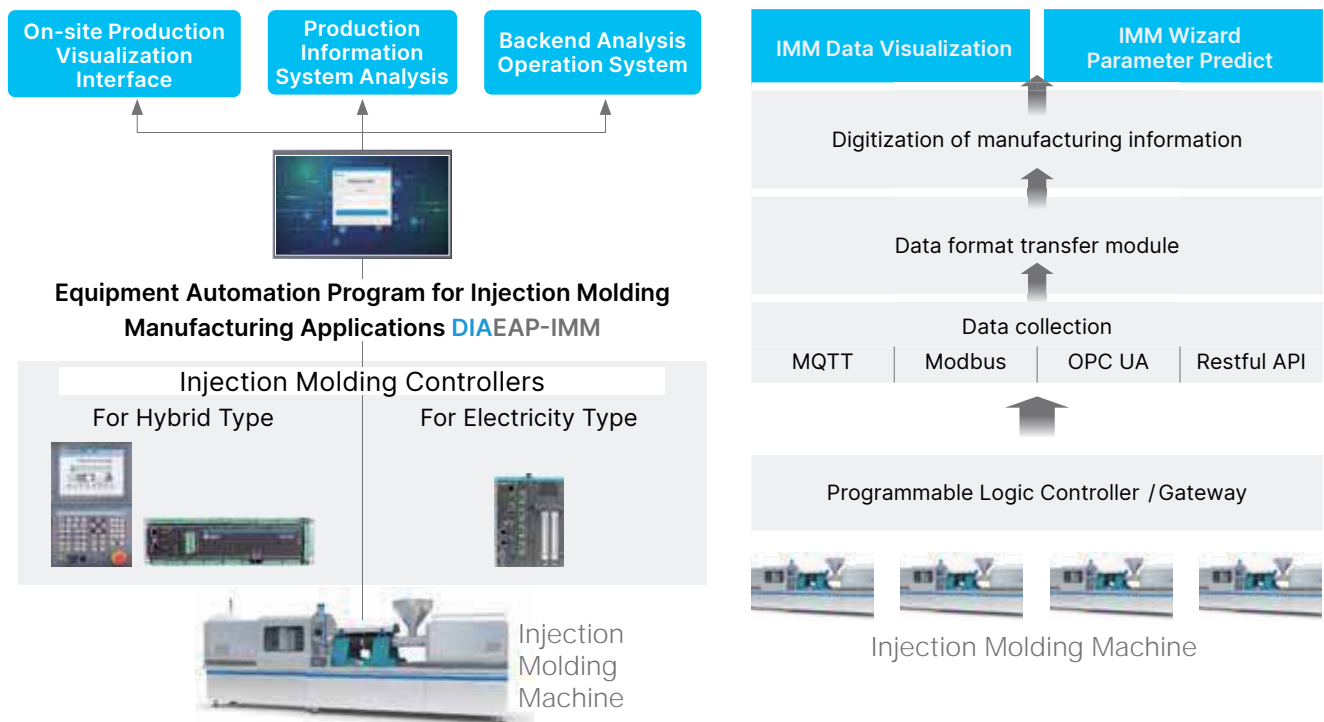 On-site Production
Visualization
Interface
Production
Information
System Analysis
Backend Analysis
Operation System
Equipment Automation Program for Injection Molding
Manufacturing Applications DIAEAP-IMM
Injection Molding Controllers
For Hybrid Type
For Electricity Type
Injection
Molding
Machine
IMM Data Visualization
IMM Wizard
Parameter Predict
Digitization of manufacturing information
Data format transfer module
Data collection
MQTT
Modbus
OPC UA
Restful API
Programmable Logic Controller / Gateway
Injection Molding Machine